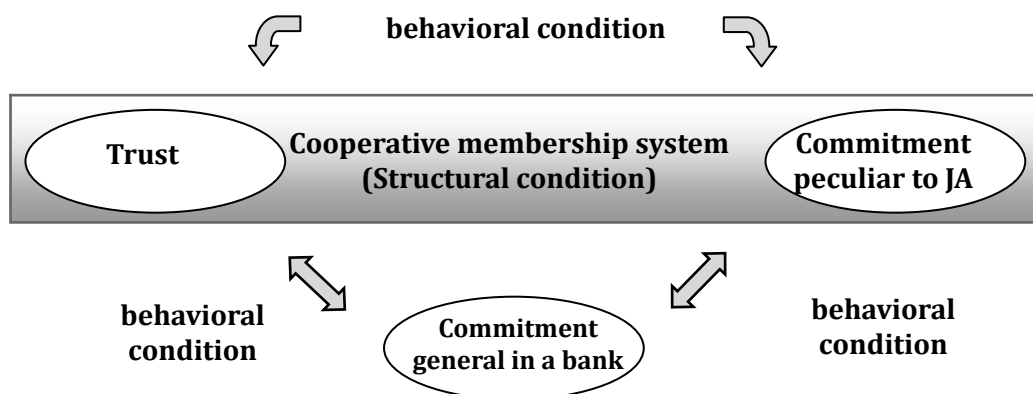 behavioral condition
Trust
Cooperative membership system
(Structural condition)
Commitment
peculiar to JA
behavioral
condition
Commitment
general in a bank
behavioral
condition